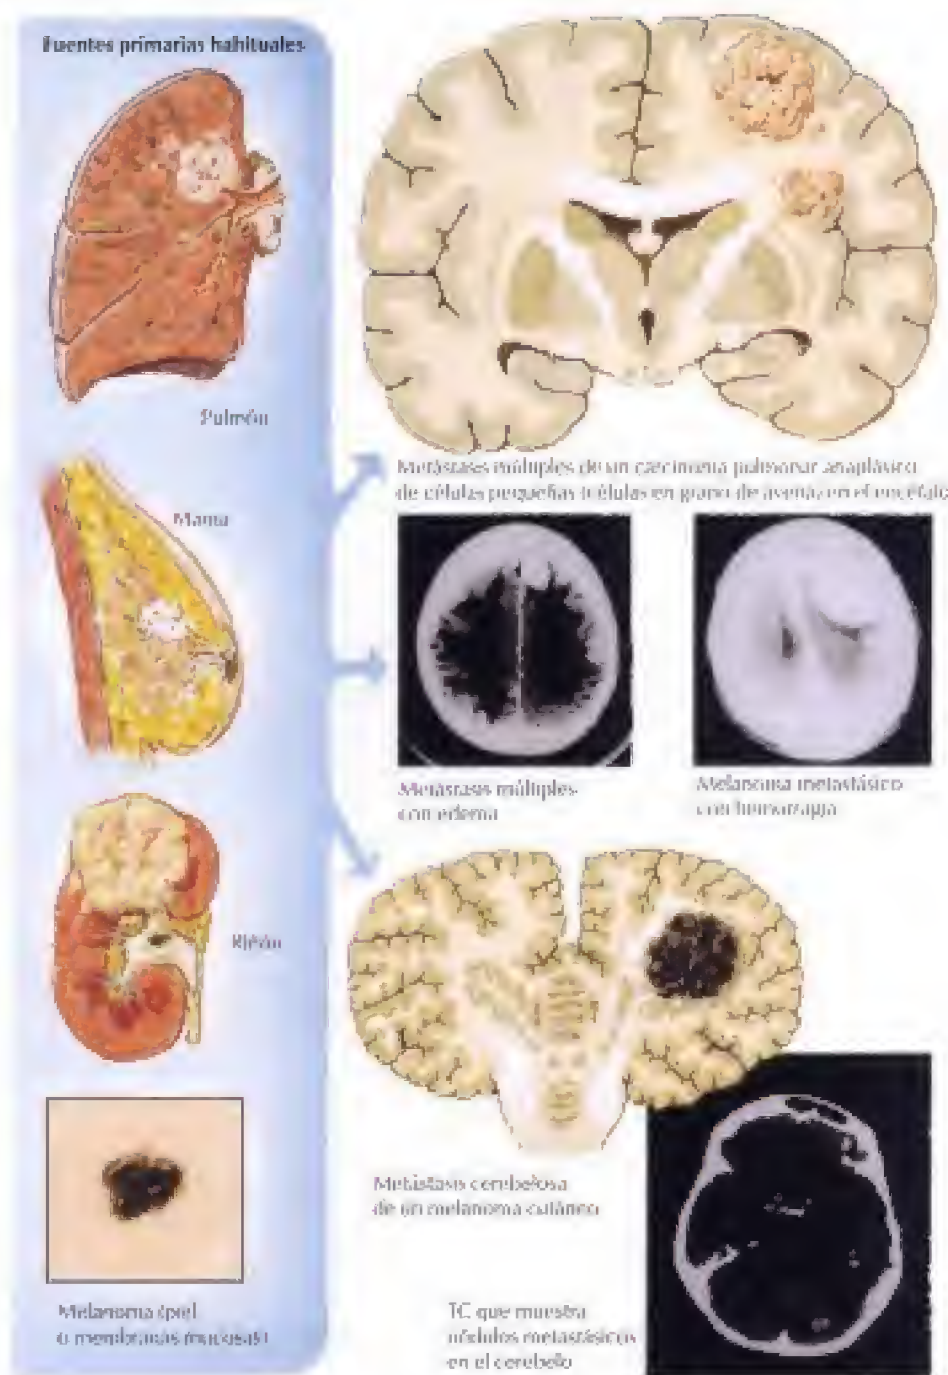 Fuentes primarias habituales
Pulmón
Mama
Riñón
Melanoma (piel
o membranas mucosas)
Metástasis múltiples de un carcinoma pulmonar anaplásico
de células pequeñas (células en grano de avena) en el encéfalo
Metástasis múltiples
con edema
Melanoma metastásico
con hemorragia
Metástasis cerebelosa
de un melanoma cutáneo
TC que muestra
nódulos metastásicos
en el cerebelo